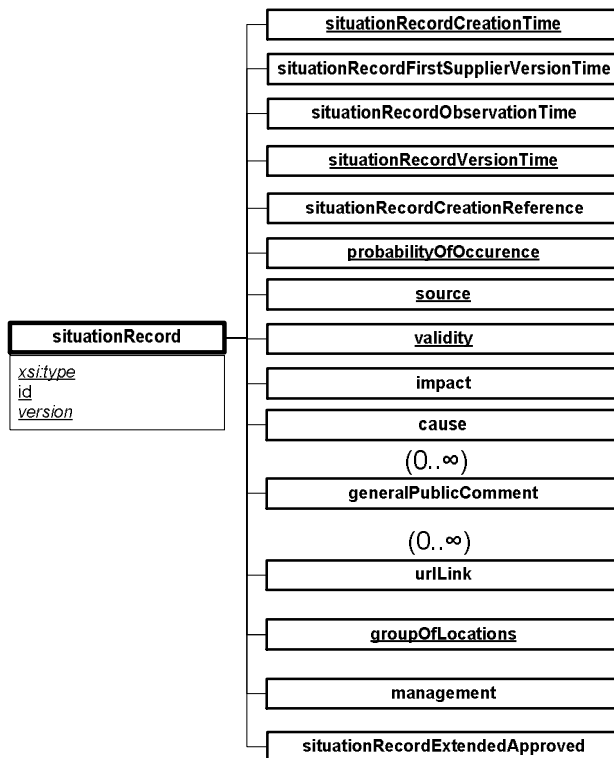 situationRecordCreationTime
situationRecordFirstSupplierVersionTime
situationRecordObservationTime
situationRecordVersionTime
situationRecordCreationReference
probabilityOfOccurence
source
situationRecord
validity
xsi:type
id
version
impact
cause
(0..∞)
generalPublicComment
(0..∞)
urlLink
groupOfLocations
management
situationRecordExtendedApproved